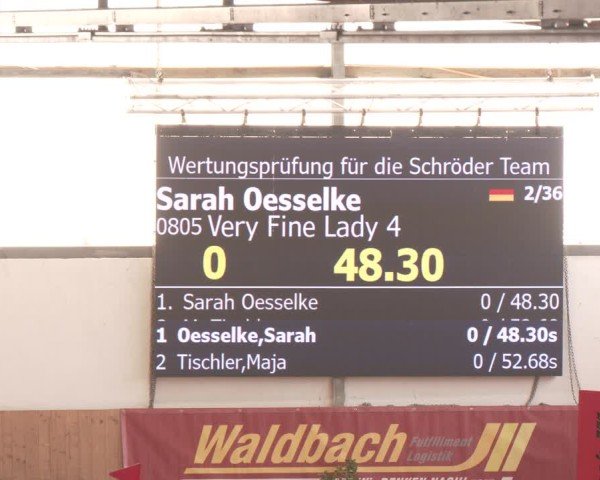 Wertungsprüfung für die Schröder Team
Sarah Oesselke 2/36
0805 Very Fine Lady 4
0 48.30
1. Sarah Oesselke 0 / 48.30
1 Oesselke,Sarah 0 / 48.30s
2 Tischler,Maja 0 / 52.68s
Waldbach Fulfillment
Logistik